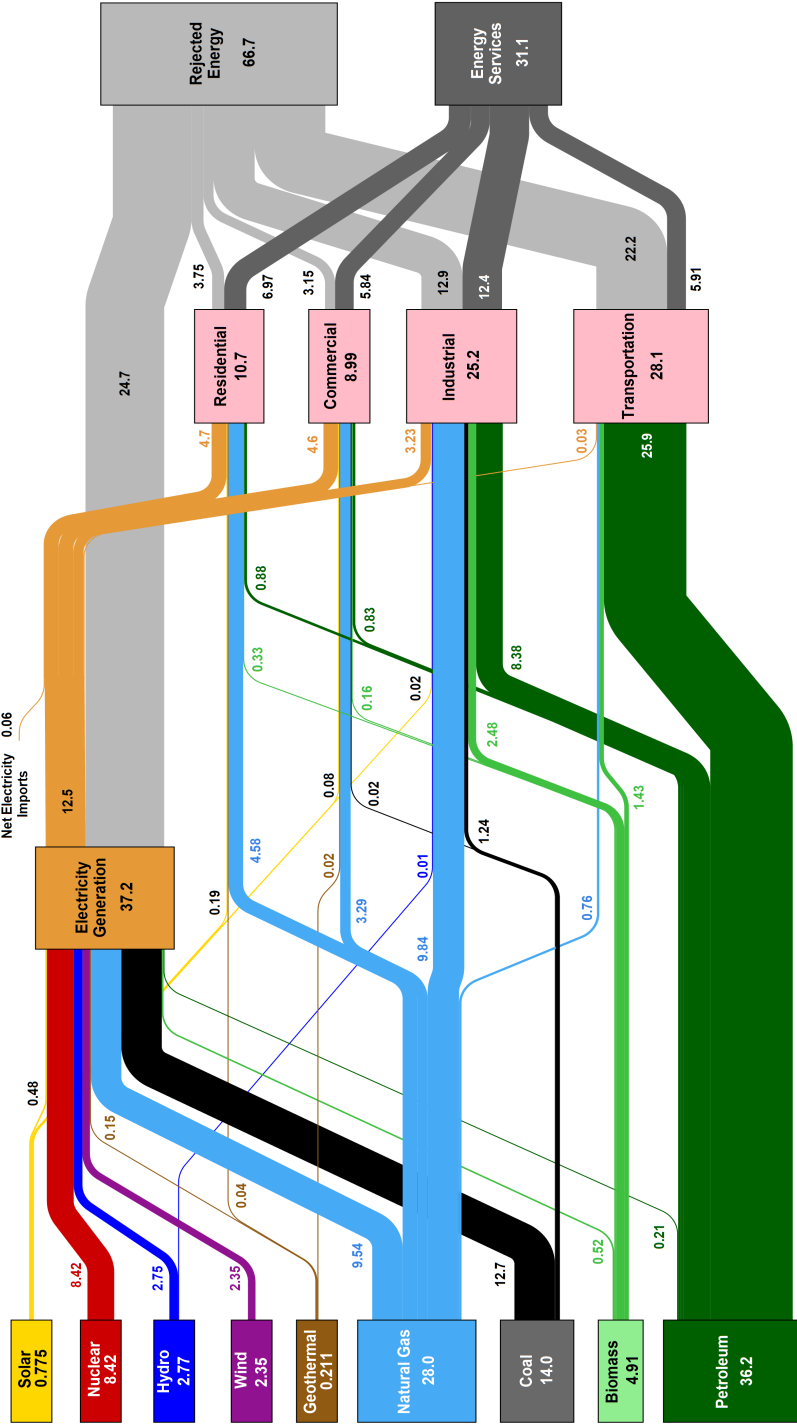 Net Electricity
Imports
0.06
Solar
0.775
Nuclear
8.42
Hydro
2.77
Wind
2.35
Geothermal
0.211
Natural Gas
28.0
Coal
14.0
Biomass
4.91
Petroleum
36.2
8.42
2.75
2.35
9.54
12.7
0.52
0.21
0.48
0.15
0.04
Electricity
Generation
37.2
12.5
24.7
0.19
0.02
0.01
4.58
3.29
9.84
0.76
0.08
0.02
0.02
1.24
1.43
0.33
0.16
2.48
0.88
0.83
8.38
4.7
4.6
3.23
0.03
25.9
Residential
10.7
Commercial
8.99
Industrial
25.2
Transportation
28.1
3.75
6.97
3.15
5.84
12.9
12.4
22.2
5.91
Rejected
Energy
66.7
Energy
Services
31.1